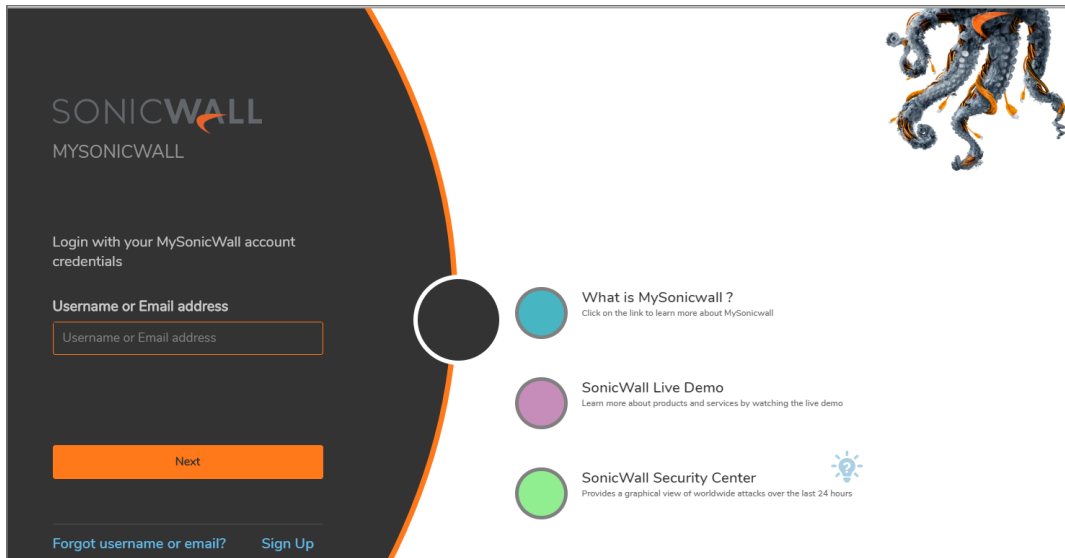 SONICWALL
MYSONICWALL
Login with your MySonicWall account
credentials
Username or Email address
Username or Email address
Next
Forgot username or email? Sign Up
What is MySonicwall ?
Click on the link to learn more about MySonicwall
SonicWall Live Demo
Learn more about products and services by watching the live demo
SonicWall Security Center
Provides a graphical view of worldwide attacks over the last 24 hours
?